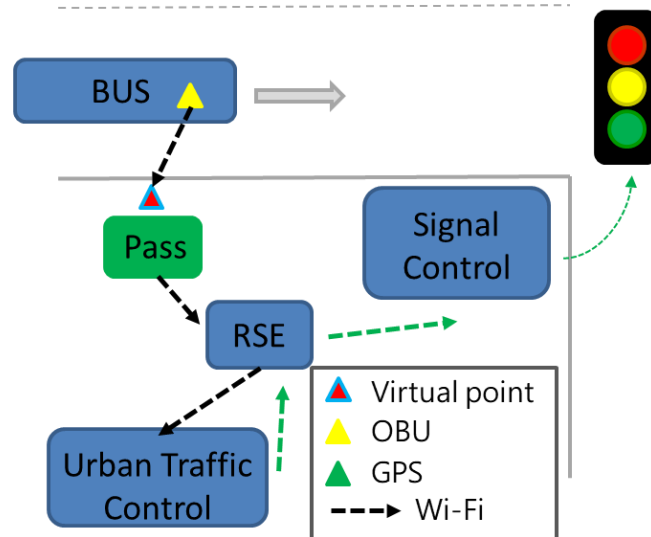 BUS
Pass
Signal
Control
RSE
Urban Traffic
Control
Virtual point
OBU
GPS
Wi-Fi